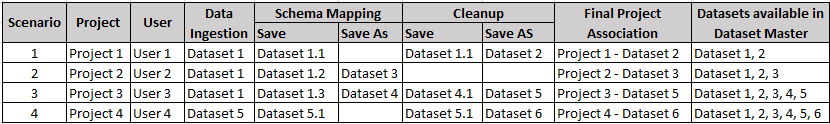 Scenario Project User Data Ingestion Schema Mapping Cleanup Final Project Association Datasets available in Dataset Master
Save Save As Save Save AS
1 Project 1 User 1 Dataset 1 Dataset 1.1 Dataset 1.1 Dataset 2 Project 1 - Dataset 2 Dataset 1, 2
2 Project 2 User 2 Dataset 1 Dataset 1.2 Dataset 3 Project 2 - Dataset 3 Dataset 1, 2, 3
3 Project 3 User 3 Dataset 1 Dataset 1.3 Dataset 4 Dataset 4.1 Dataset 5 Project 3 - Dataset 5 Dataset 1, 2, 3, 4, 5
4 Project 4 User 4 Dataset 5 Dataset 5.1 Dataset 5.1 Dataset 6 Project 4 - Dataset 6 Dataset 1, 2, 3, 4, 5, 6